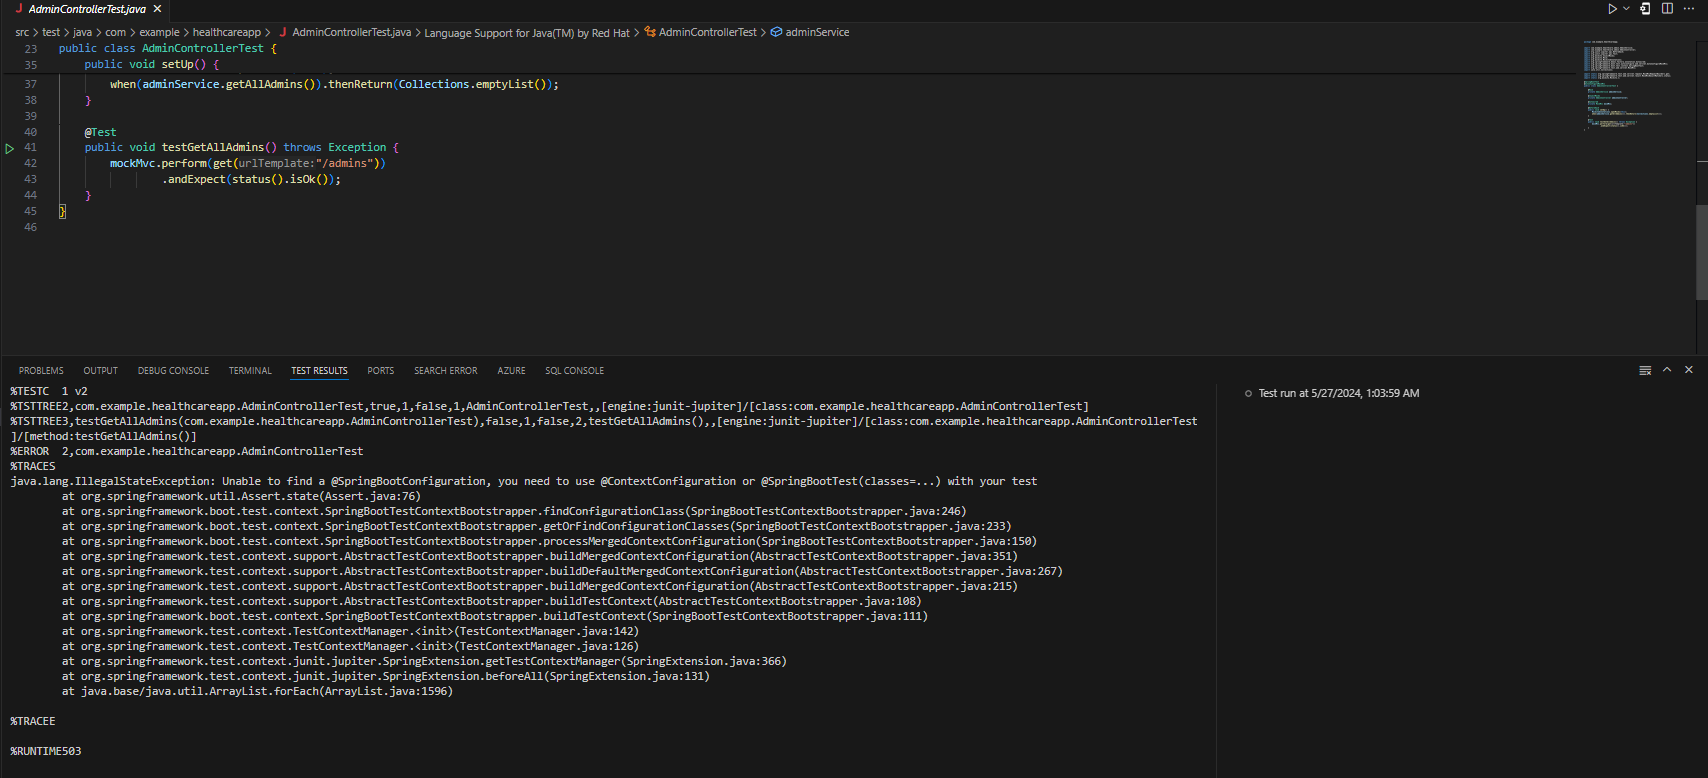 AdminControllerTest.java
src > test > java > com > example > healthcareapp > AdminControllerTest.java > Language Support for Java(TM) by Red Hat > AdminControllerTest > adminService
23 public class AdminControllerTest {
35 public void setUp() {
37 when(adminService.getAllAdmins()).thenReturn(Collections.emptyList());
38 }
39
40 @Test
41 public void testGetAllAdmins() throws Exception {
42 mockMvc.perform(get(urlTemplate:"/admins"))
43 .andExpect(status().isOk());
44 }
45 }
46
PROBLEMS OUTPUT DEBUG CONSOLE TERMINAL TEST RESULTS PORTS SEARCH ERROR AZURE SQL CONSOLE
%TESTC 1 v2
%TSTTREE2,com.example.healthcareapp.AdminControllerTest,true,1,false,1,AdminControllerTest,,[engine:junit-jupiter]/[class:com.example.healthcareapp.AdminControllerTest]
%TSTTREE3,testGetAllAdmins(com.example.healthcareapp.AdminControllerTest),false,1,false,2,testGetAllAdmins(),,[engine:junit-jupiter]/[class:com.example.healthcareapp.AdminControllerTest
]/[method:testGetAllAdmins()]
%ERROR 2,com.example.healthcareapp.AdminControllerTest
%TRACES
java.lang.IllegalStateException: Unable to find a @SpringBootConfiguration, you need to use @ContextConfiguration or @SpringBootTest(classes=...) with your test
at org.springframework.util.Assert.state(Assert.java:76)
at org.springframework.boot.test.context.SpringBootTestContextBootstrapper.findConfigurationClass(SpringBootTestContextBootstrapper.java:246)
at org.springframework.boot.test.context.SpringBootTestContextBootstrapper.getOrFindConfigurationClasses(SpringBootTestContextBootstrapper.java:233)
at org.springframework.boot.test.context.SpringBootTestContextBootstrapper.processMergedContextConfiguration(SpringBootTestContextBootstrapper.java:150)
at org.springframework.test.context.support.AbstractTestContextBootstrapper.buildMergedContextConfiguration(AbstractTestContextBootstrapper.java:351)
at org.springframework.test.context.support.AbstractTestContextBootstrapper.buildDefaultMergedContextConfiguration(AbstractTestContextBootstrapper.java:267)
at org.springframework.test.context.support.AbstractTestContextBootstrapper.buildMergedContextConfiguration(AbstractTestContextBootstrapper.java:215)
at org.springframework.test.context.support.AbstractTestContextBootstrapper.buildTestContext(AbstractTestContextBootstrapper.java:108)
at org.springframework.boot.test.context.SpringBootTestContextBootstrapper.buildTestContext(SpringBootTestContextBootstrapper.java:111)
at org.springframework.test.context.TestContextManager.<init>(TestContextManager.java:142)
at org.springframework.test.context.TestContextManager.<init>(TestContextManager.java:126)
at org.springframework.test.context.junit.jupiter.SpringExtension.getTestContextManager(SpringExtension.java:366)
at org.springframework.test.context.junit.jupiter.SpringExtension.beforeAll(SpringExtension.java:131)
at java.base/java.util.ArrayList.forEach(ArrayList.java:1596)
%TRACEE
%RUNTIME503
Test run at 5/27/2024, 1:03:59 AM